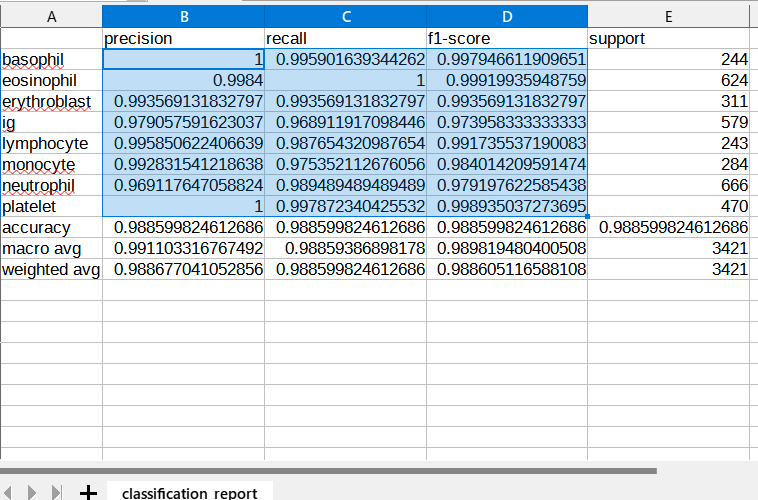 A B C D E
precision recall f1-score support
basophil 1 0.995901639344262 0.997946611909651 244
eosinophil 0.9984 1 0.99919935948759 624
erythroblast 0.993569131832797 0.993569131832797 0.993569131832797 311
ig 0.979057591623037 0.968911917098446 0.973958333333333 579
lymphocyte 0.995850622406639 0.987654320987654 0.991735537190083 243
monocyte 0.992831541218638 0.975352112676056 0.984014209591474 284
neutrophil 0.969117647058824 0.989489489489489 0.979197622585438 666
platelet 1 0.997872340425532 0.998935037273695 470
accuracy 0.988599824612686 0.988599824612686 0.988599824612686 0.988599824612686
macro avg 0.991103316767492 0.98859386898178 0.989819480400508 3421
weighted avg 0.988677041052856 0.988599824612686 0.988605116588108 3421
classification_report